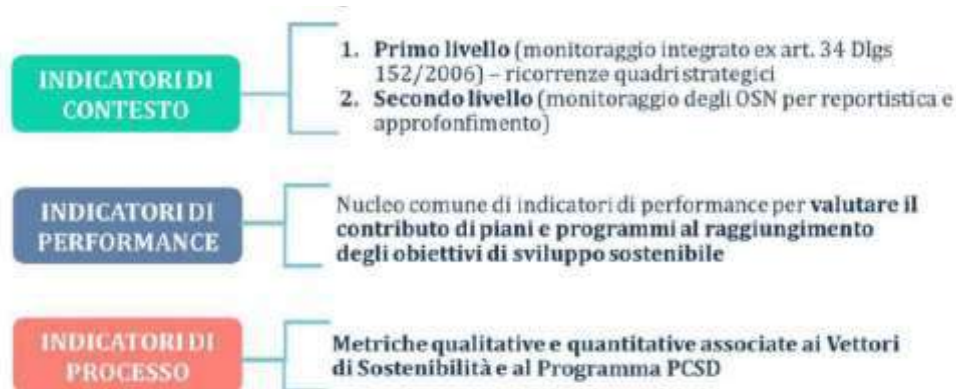 INDICATORI DI
CONTESTO
1. Primo livello (monitoraggio integrato ex art. 34 Dlgs
152/2006) – ricorrenze quadri strategici
2. Secondo livello (monitoraggio degli OSN per reportistica e
approfonfimento)
INDICATORI DI
PERFORMANCE
Nucleo comune di indicatori di performance per valutare il
contributo di piani e programmi al raggiungimento
degli obiettivi di sviluppo sostenibile
INDICATORI DI
PROCESSO
Metriche qualitative e quantitative associate ai Vettori
di Sostenibilità e al Programma PCSD